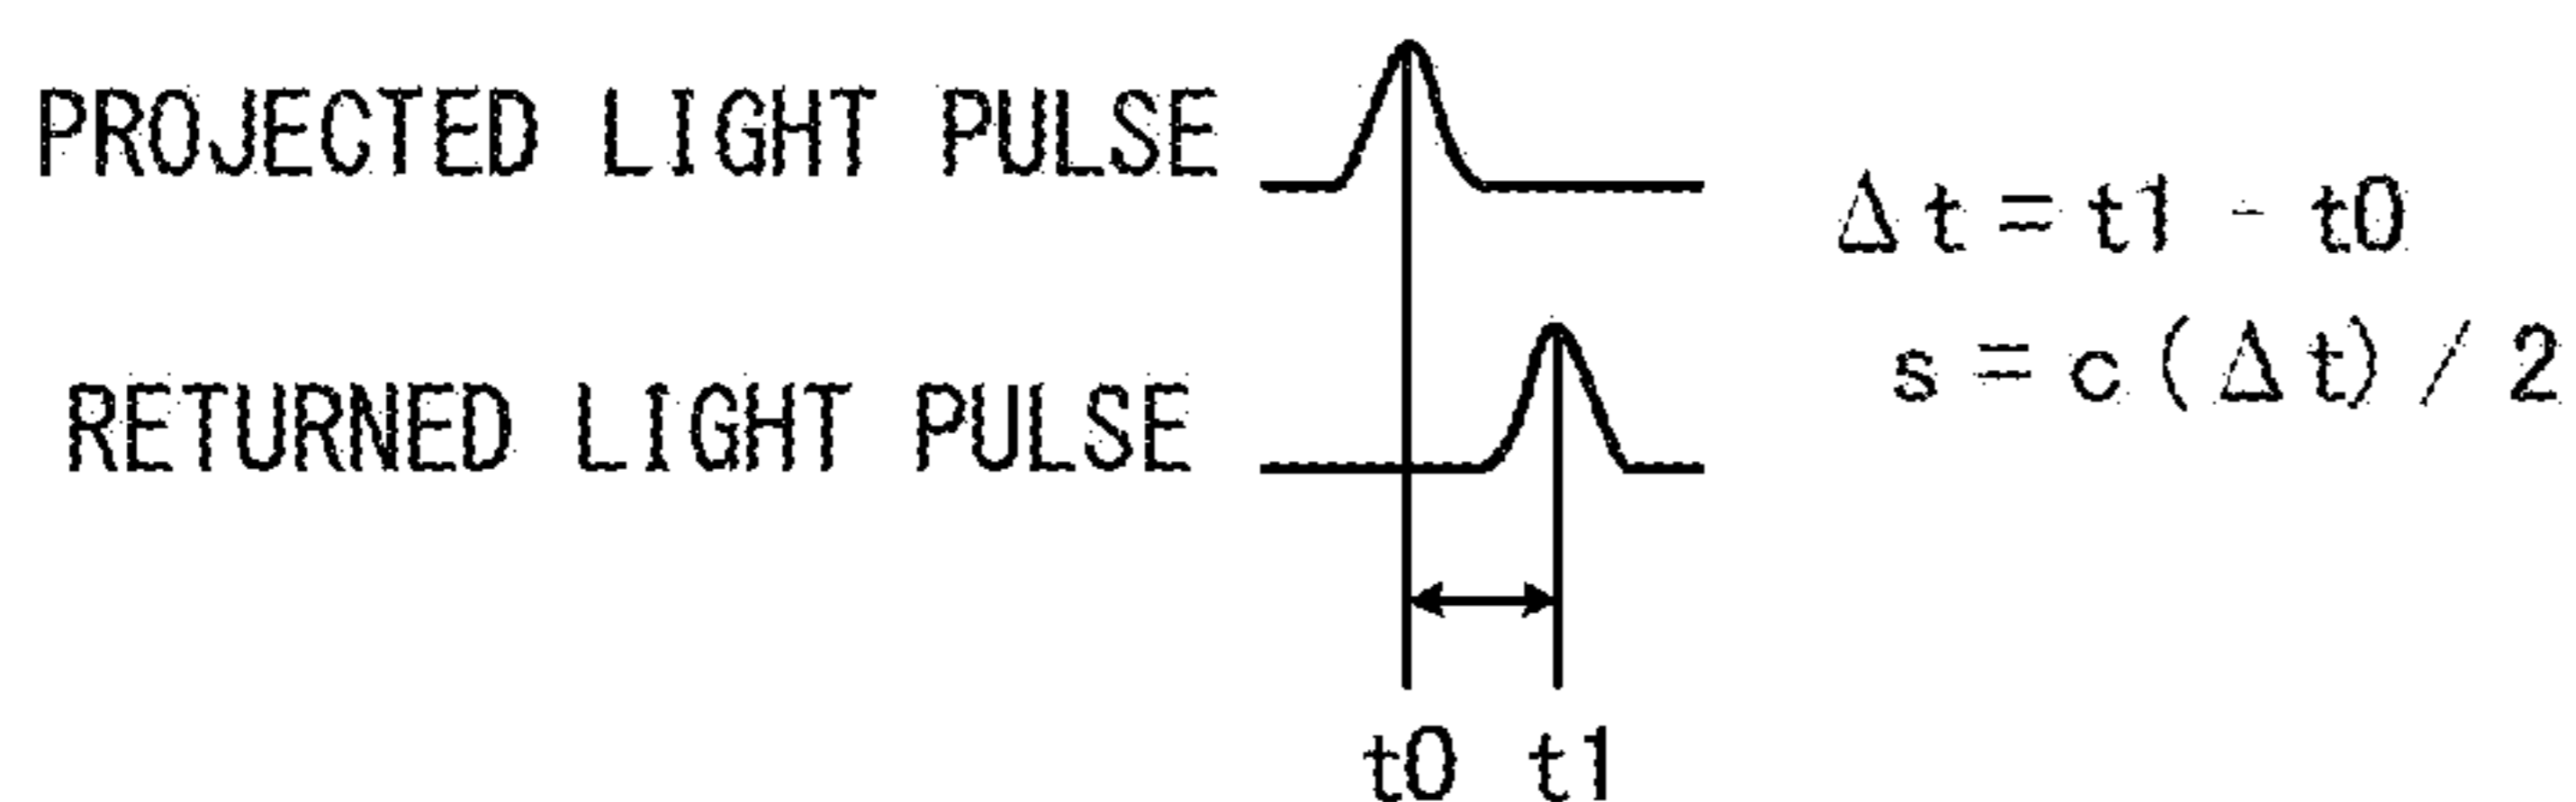 PROJECTED LIGHT PULSE
Δt = t1 - t0
s = c(Δt)/2
RETURNED LIGHT PULSE
t0 t1